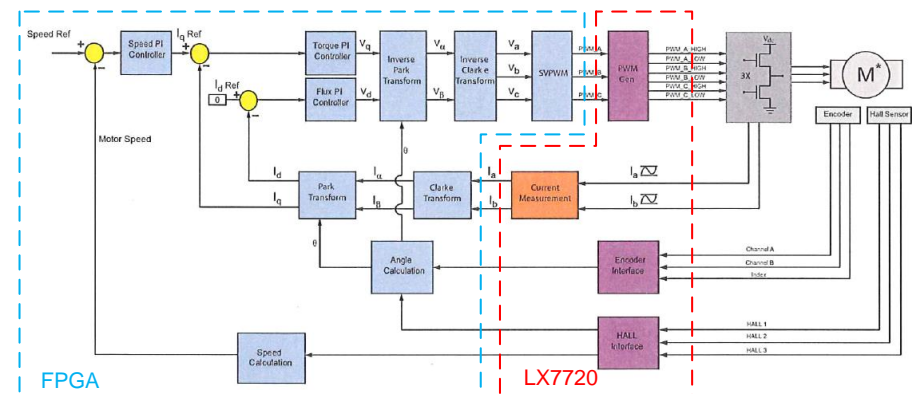 Speed Ref
Speed PI
Controller
Iq Ref
Torque PI
Controller
Vq
Inverse
Park
Transform
Vα
Inverse
Clarke
Transform
Va
Vb
Vc
SVPWM
PWM_A
PWM_B
PWM_C
PWM
Gen
PWM_A_HIGH
PWM_A_LOW
PWM_B_HIGH
PWM_B_LOW
PWM_C_HIGH
PWM_C_LOW
Vdc
3X
M*
Id Ref
0
Flux PI
Controller
Vd
Vβ
Encoder
Hall Sensor
Motor Speed
θ
Id
Iq
Park
Transform
Iα
Iβ
Clarke
Transform
Ia
Ib
Current
Measurement
Ia
Ib
θ
Angle
Calculation
Encoder
Interface
Channel A
Channel B
Index
Speed
Calculation
HALL
Interface
HALL 1
HALL 2
HALL 3
FPGA
LX7720